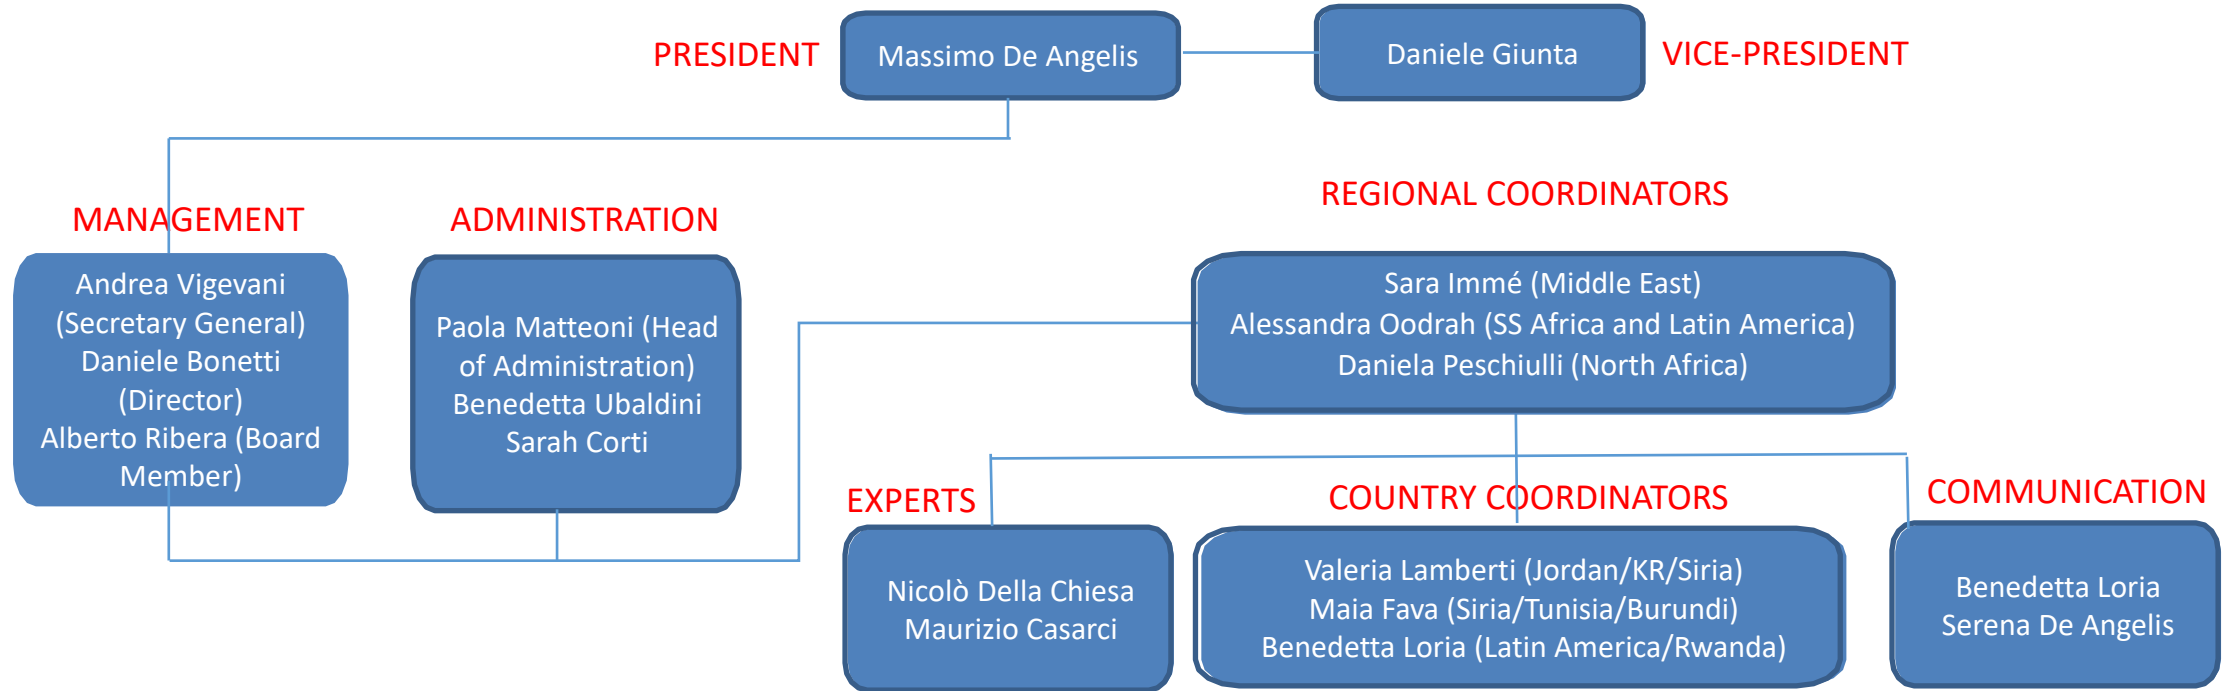 PRESIDENT
Massimo De Angelis
Daniele Giunta
VICE-PRESIDENT
MANAGEMENT
Andrea Vigevani
(Secretary General)
Daniele Bonetti
(Director)
Alberto Ribera (Board
Member)
ADMINISTRATION
Paola Matteoni (Head
of Administration)
Benedetta Ubaldini
Sarah Corti
REGIONAL COORDINATORS
Sara Immé (Middle East)
Alessandra Oodrah (SS Africa and Latin America)
Daniela Peschiulli (North Africa)
EXPERTS
Nicolò Della Chiesa
Maurizio Casarci
COUNTRY COORDINATORS
Valeria Lamberti (Jordan/KR/Siria)
Maia Fava (Siria/Tunisia/Burundi)
Benedetta Loria (Latin America/Rwanda)
COMMUNICATION
Benedetta Loria
Serena De Angelis